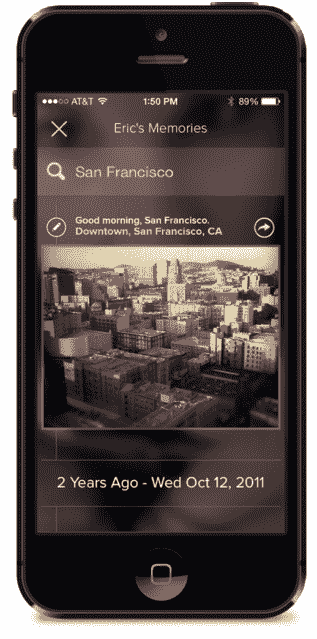 AT&T 1:50 PM 89%
Eric's Memories
San Francisco
Good morning, San Francisco.
Downtown, San Francisco, CA
2 Years Ago - Wed Oct 12, 2011